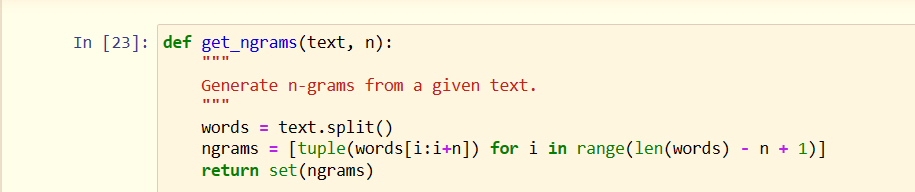 In [23]: def get_ngrams(text, n):
    """
    Generate n-grams from a given text.
    """
    words = text.split()
    ngrams = [tuple(words[i:i+n]) for i in range(len(words) - n + 1)]
    return set(ngrams)